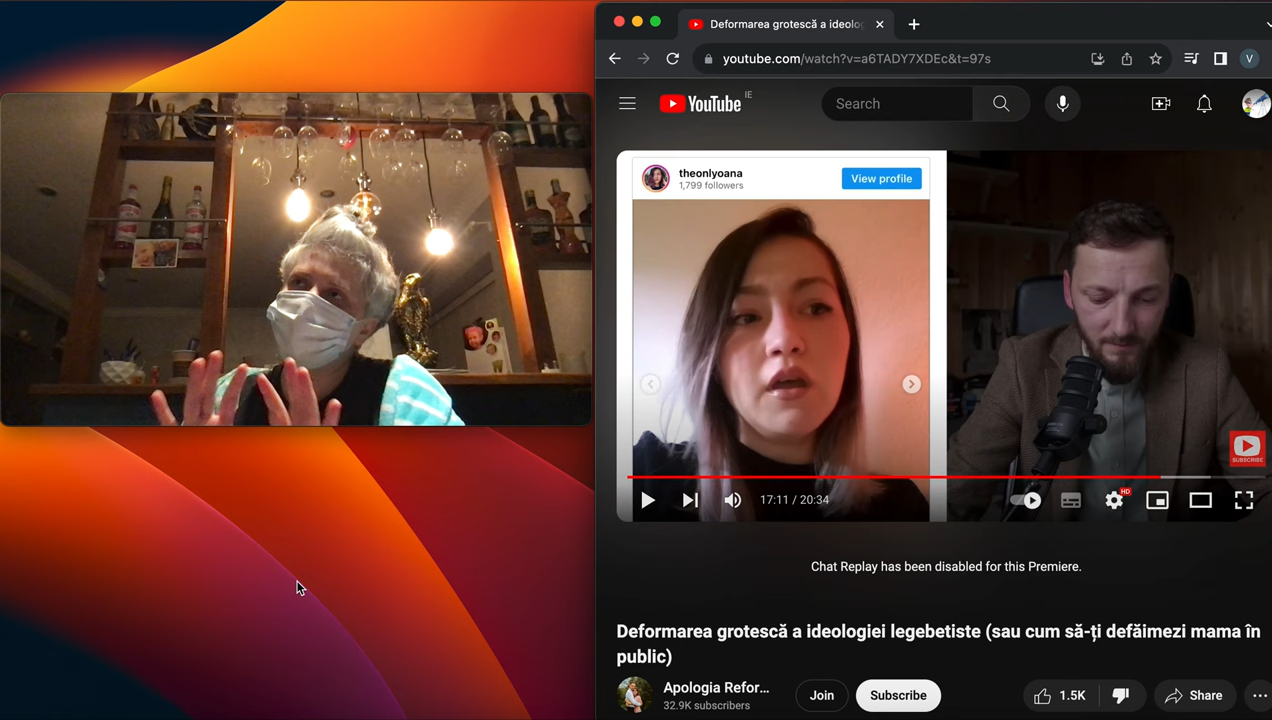 Deformarea grotescă a ideolog
youtube.com/watch?v=a6TADY7XDEc&t=97s
V
YouTube
IE
Search
theonlyoana
1,799 followers
View profile
SUBSCRIBE
17:11 / 20:34
HD
Chat Replay has been disabled for this Premiere.
Deformarea grotescă a ideologiei legebetiste (sau cum să-ți defăimezi mama în
public)
Apologia Refor...
32.9K subscribers
Join
Subscribe
1.5K
Share